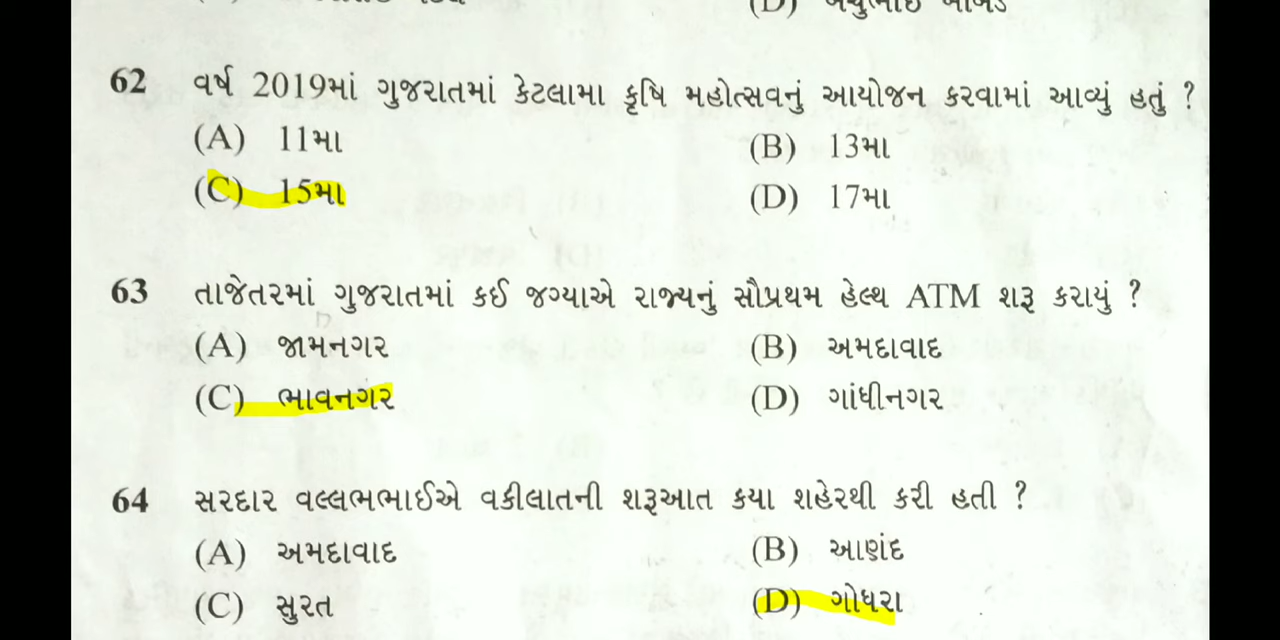 62 વર્ષ 2019માં ગુજરાતમાં કેટલામા કૃષિ મહોત્સવનું આયોજન કરવામાં આવ્યું હતું ?
(A) 11મા (B) 13મા
(C) 15મા (D) 17મા
63 તાજેતરમાં ગુજરાતમાં કઈ જગ્યાએ રાજ્યનું સૌપ્રથમ હેલ્થ ATM શરૂ કરાયું ?
(A) જામનગર (B) અમદાવાદ
(C) ભાવનગર (D) ગાંધીનગર
64 સરદાર વલ્લભભાઈએ વકીલાતની શરૂઆત કયા શહેરથી કરી હતી ?
(A) અમદાવાદ (B) આણંદ
(C) સુરત (D) ગોધરા